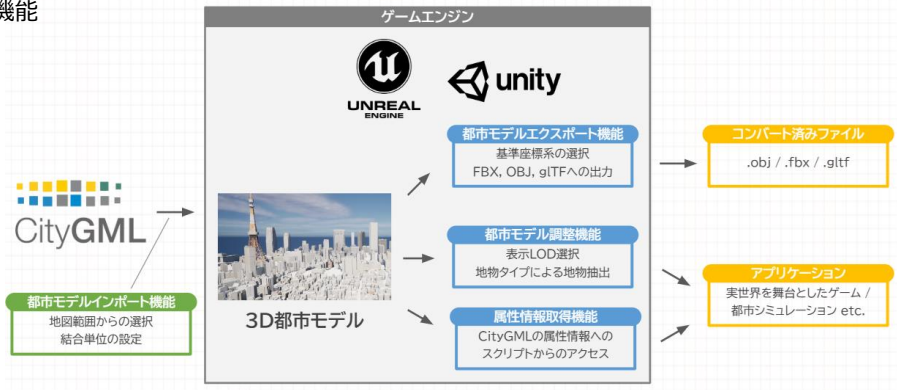 機能
ゲームエンジン
UNREAL
ENGINE
unity
都市モデルエクスポート機能
基準座標系の選択
FBX, OBJ, glTFへの出力
コンバート済みファイル
.obj / .fbx / .gltf
CityGML
都市モデルインポート機能
地図範囲からの選択
結合単位の設定
3D都市モデル
都市モデル調整機能
表示LOD選択
地物タイプによる地物抽出
属性情報取得機能
CityGMLの属性情報への
スクリプトからのアクセス
アプリケーション
実世界を舞台としたゲーム /
都市シミュレーション etc.